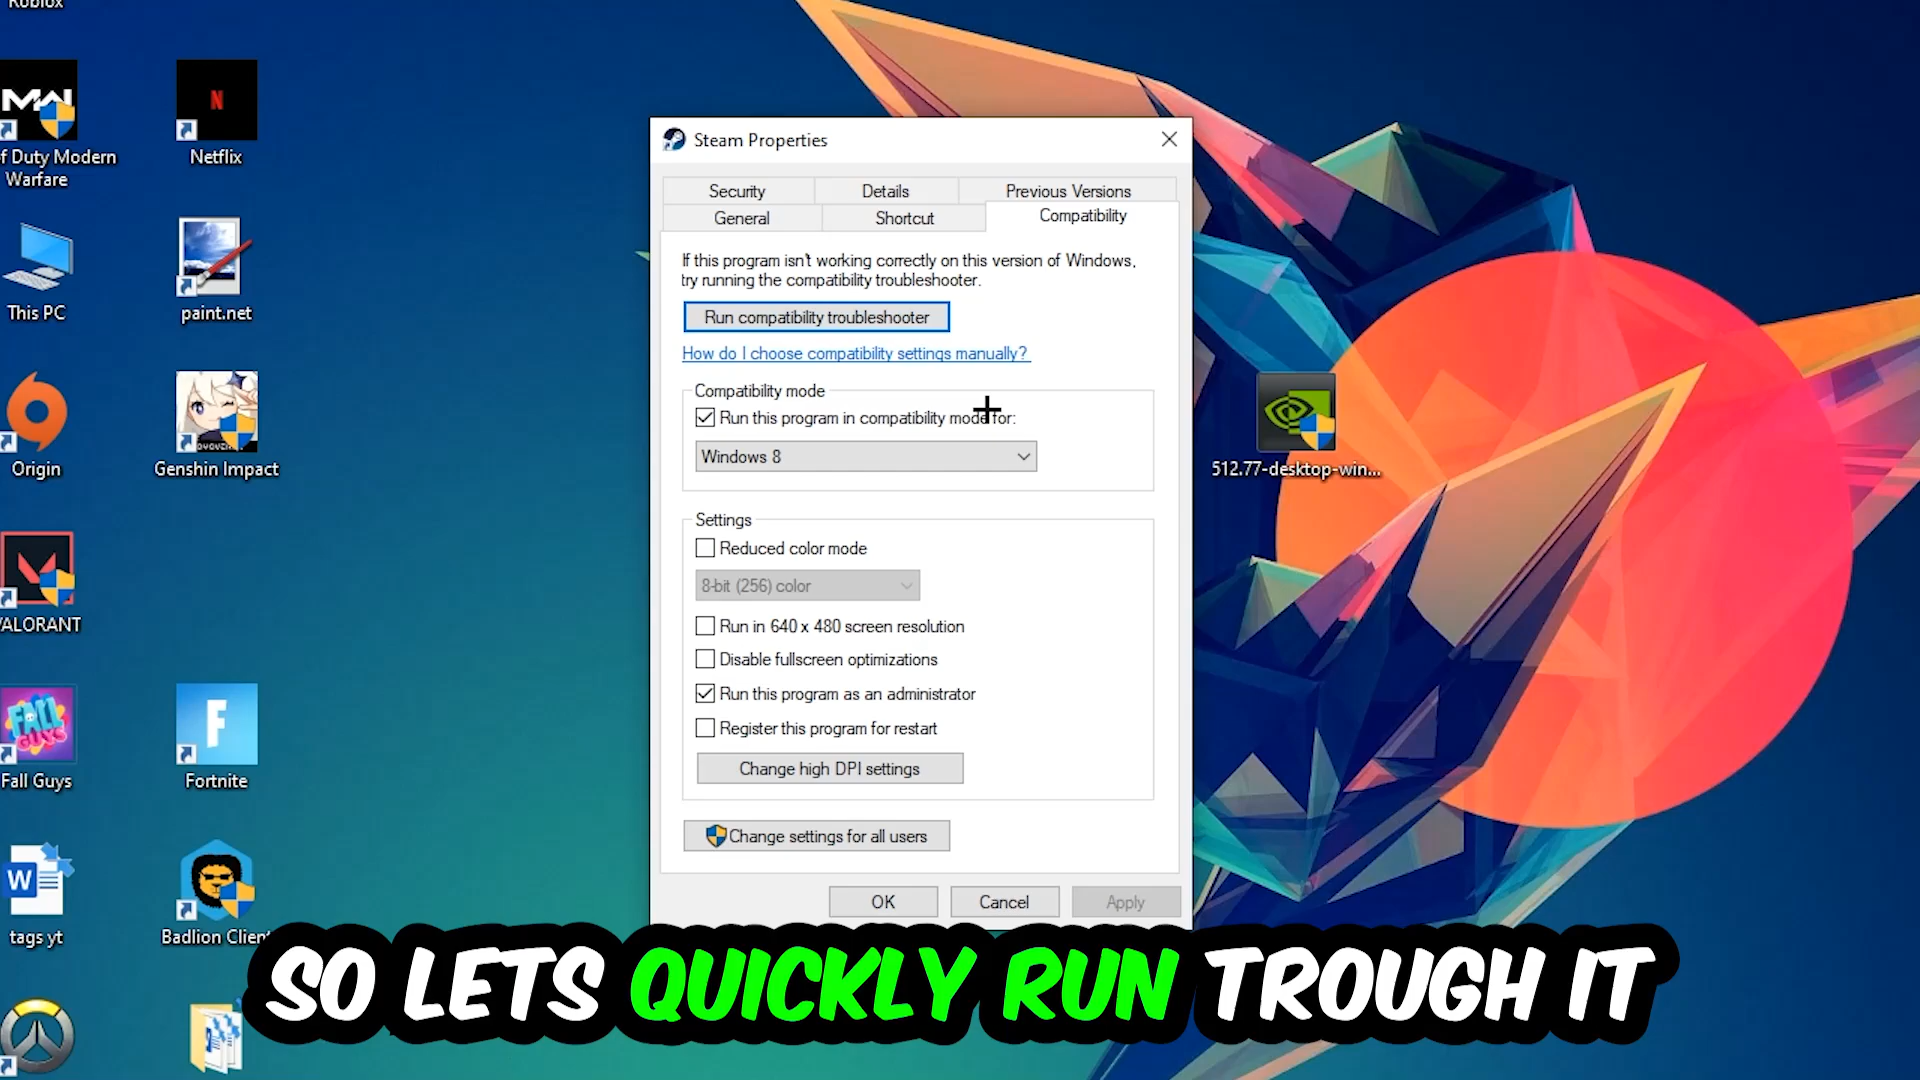 Roblox
f Duty Modern
Warfare
Netflix
This PC
paint.net
Origin
Genshin Impact
VALORANT
Fall Guys
Fortnite
tags yt
Badlion Client
512.77-desktop-win...
Steam Properties
Security
Details
Previous Versions
General
Shortcut
Compatibility
If this program isn't working correctly on this version of Windows,
try running the compatibility troubleshooter.
Run compatibility troubleshooter
How do I choose compatibility settings manually?
Compatibility mode
Run this program in compatibility mode for:
Windows 8
Settings
Reduced color mode
8-bit (256) color
Run in 640 x 480 screen resolution
Disable fullscreen optimizations
Run this program as an administrator
Register this program for restart
Change high DPI settings
Change settings for all users
OK
Cancel
Apply
SO LETS QUICKLY RUN TROUGH IT